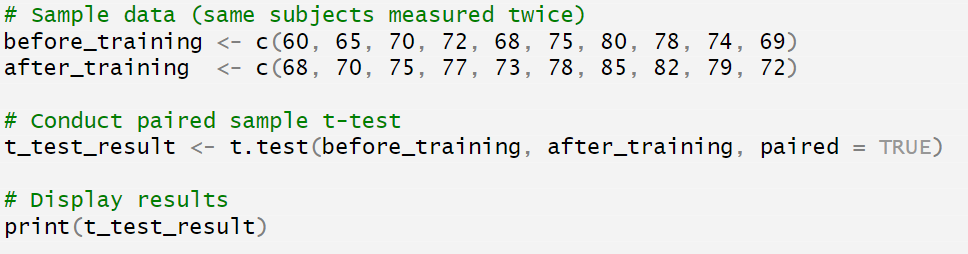 # Sample data (same subjects measured twice)
before_training <- c(60, 65, 70, 72, 68, 75, 80, 78, 74, 69)
after_training  <- c(68, 70, 75, 77, 73, 78, 85, 82, 79, 72)
# Conduct paired sample t-test
t_test_result <- t.test(before_training, after_training, paired = TRUE)
# Display results
print(t_test_result)